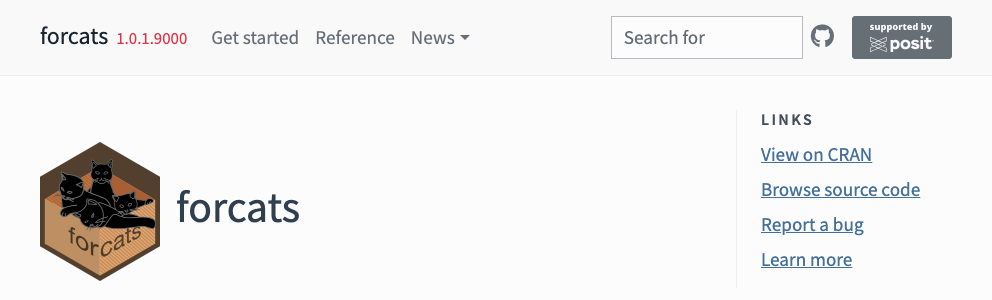 forcats 1.0.1.9000 Get started Reference News Search for supported by
posit
LINKS
View on CRAN
Browse source code
Report a bug
Learn more
forcats
forcats